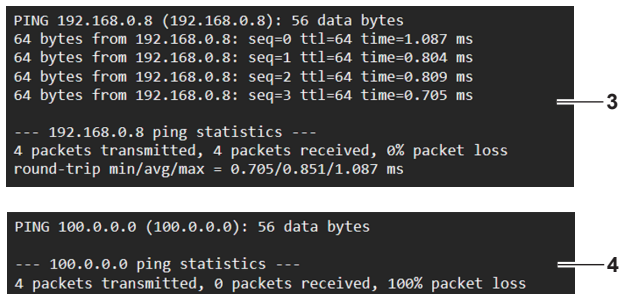 PING 192.168.0.8 (192.168.0.8): 56 data bytes
64 bytes from 192.168.0.8: seq=0 ttl=64 time=1.087 ms
64 bytes from 192.168.0.8: seq=1 ttl=64 time=0.804 ms
64 bytes from 192.168.0.8: seq=2 ttl=64 time=0.809 ms
64 bytes from 192.168.0.8: seq=3 ttl=64 time=0.705 ms
3
--- 192.168.0.8 ping statistics ---
4 packets transmitted, 4 packets received, 0% packet loss
round-trip min/avg/max = 0.705/0.851/1.087 ms
PING 100.0.0.0 (100.0.0.0): 56 data bytes
--- 100.0.0.0 ping statistics ---
4
4 packets transmitted, 0 packets received, 100% packet loss